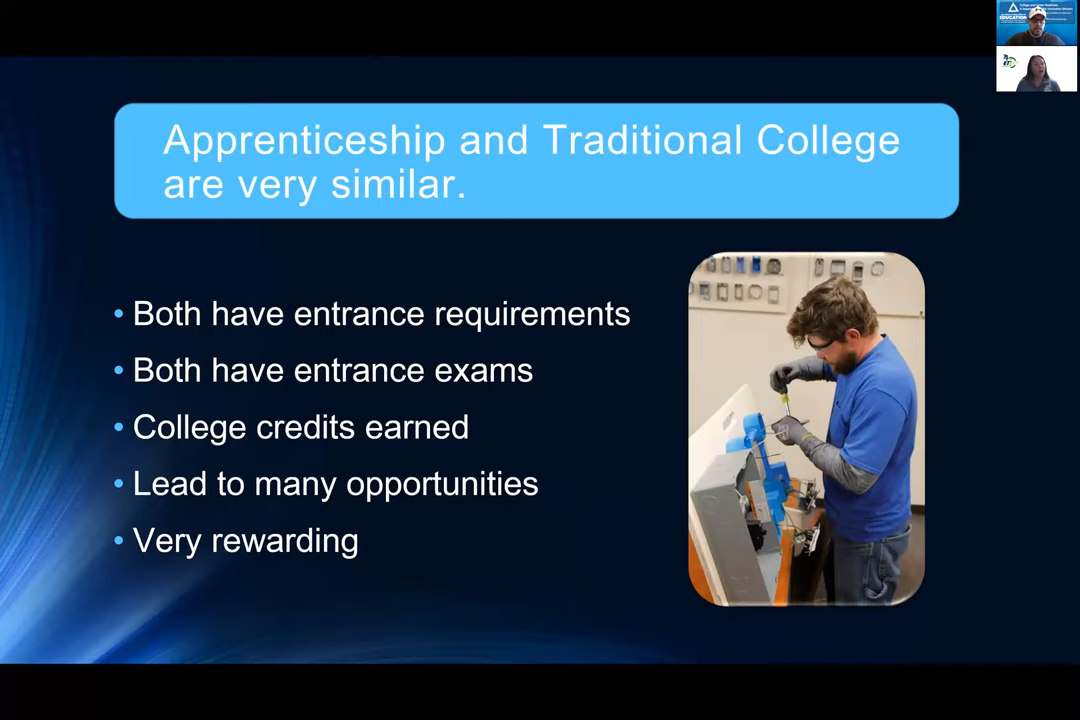 Apprenticeship and Traditional College
are very similar.
• Both have entrance requirements
• Both have entrance exams
• College credits earned
• Lead to many opportunities
• Very rewarding
EDUCATION